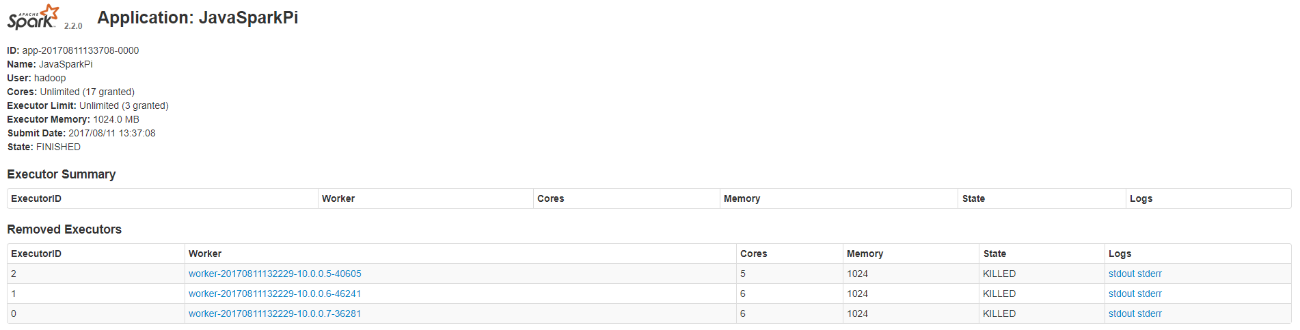 APACHE
Spark 2.2.0 Application: JavaSparkPi
ID: app-20170811133708-0000
Name: JavaSparkPi
User: hadoop
Cores: Unlimited (17 granted)
Executor Limit: Unlimited (3 granted)
Executor Memory: 1024.0 MB
Submit Date: 2017/08/11 13:37:08
State: FINISHED
Executor Summary
ExecutorID Worker Cores Memory State Logs
Removed Executors
ExecutorID Worker Cores Memory State Logs
2 worker-20170811132229-10.0.0.5-40605 5 1024 KILLED stdout stderr
1 worker-20170811132229-10.0.0.6-46241 6 1024 KILLED stdout stderr
0 worker-20170811132229-10.0.0.7-36281 6 1024 KILLED stdout stderr